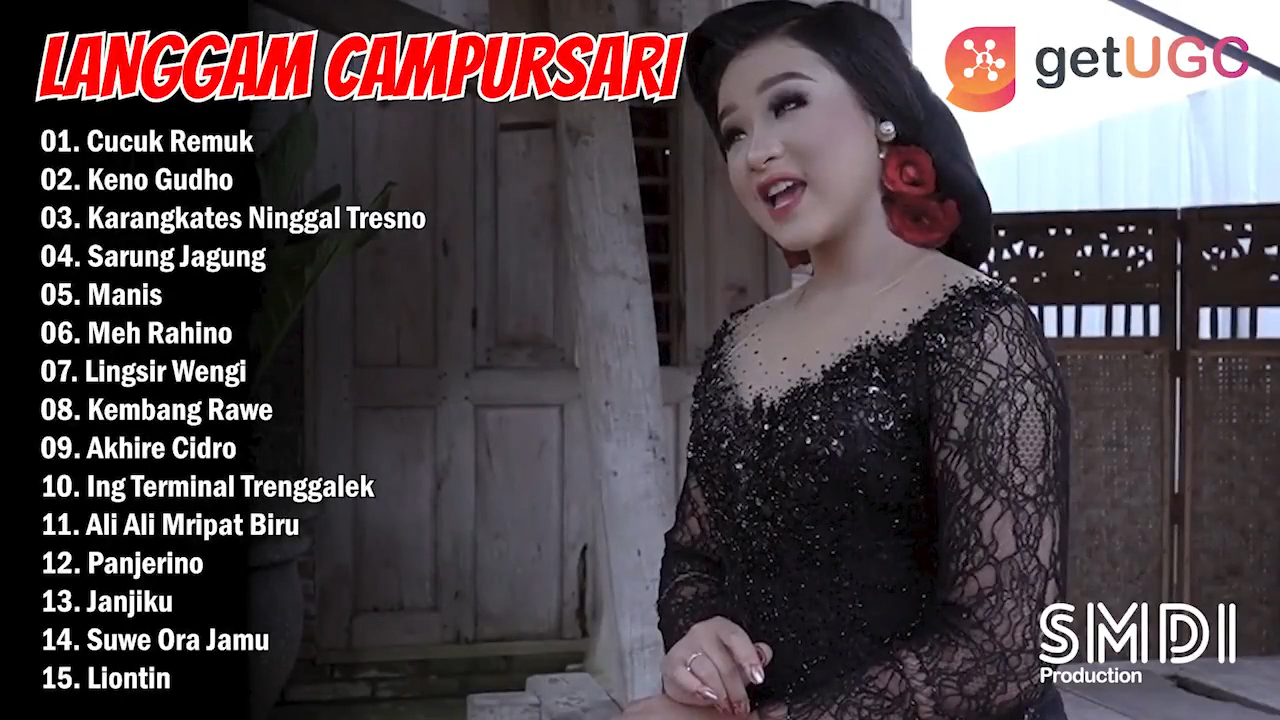 LANGGAM CAMPURSARI
getUGC
01. Cucuk Remuk
02. Keno Gudho
03. Karangkates Ninggal Tresno
04. Sarung Jagung
05. Manis
06. Meh Rahino
07. Lingsir Wengi
08. Kembang Rawe
09. Akhire Cidro
10. Ing Terminal Trenggalek
11. Ali Ali Mripat Biru
12. Panjerino
13. Janjiku
14. Suwe Ora Jamu
15. Liontin
SMDI
Production